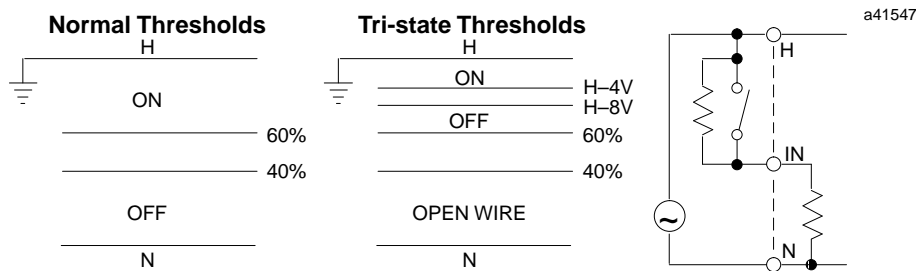 a41547
Normal Thresholds
H
ON
60%
40%
OFF
N
Tri-state Thresholds
H
ON
H–4V
H–8V
OFF
60%
40%
OPEN WIRE
N
H
IN
~
N